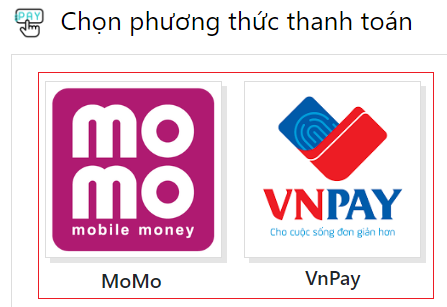 PAY
Chọn phương thức thanh toán
mo
mo
mobile money
VNPAY
Cho cuộc sống đơn giản hơn
MoMo
VnPay